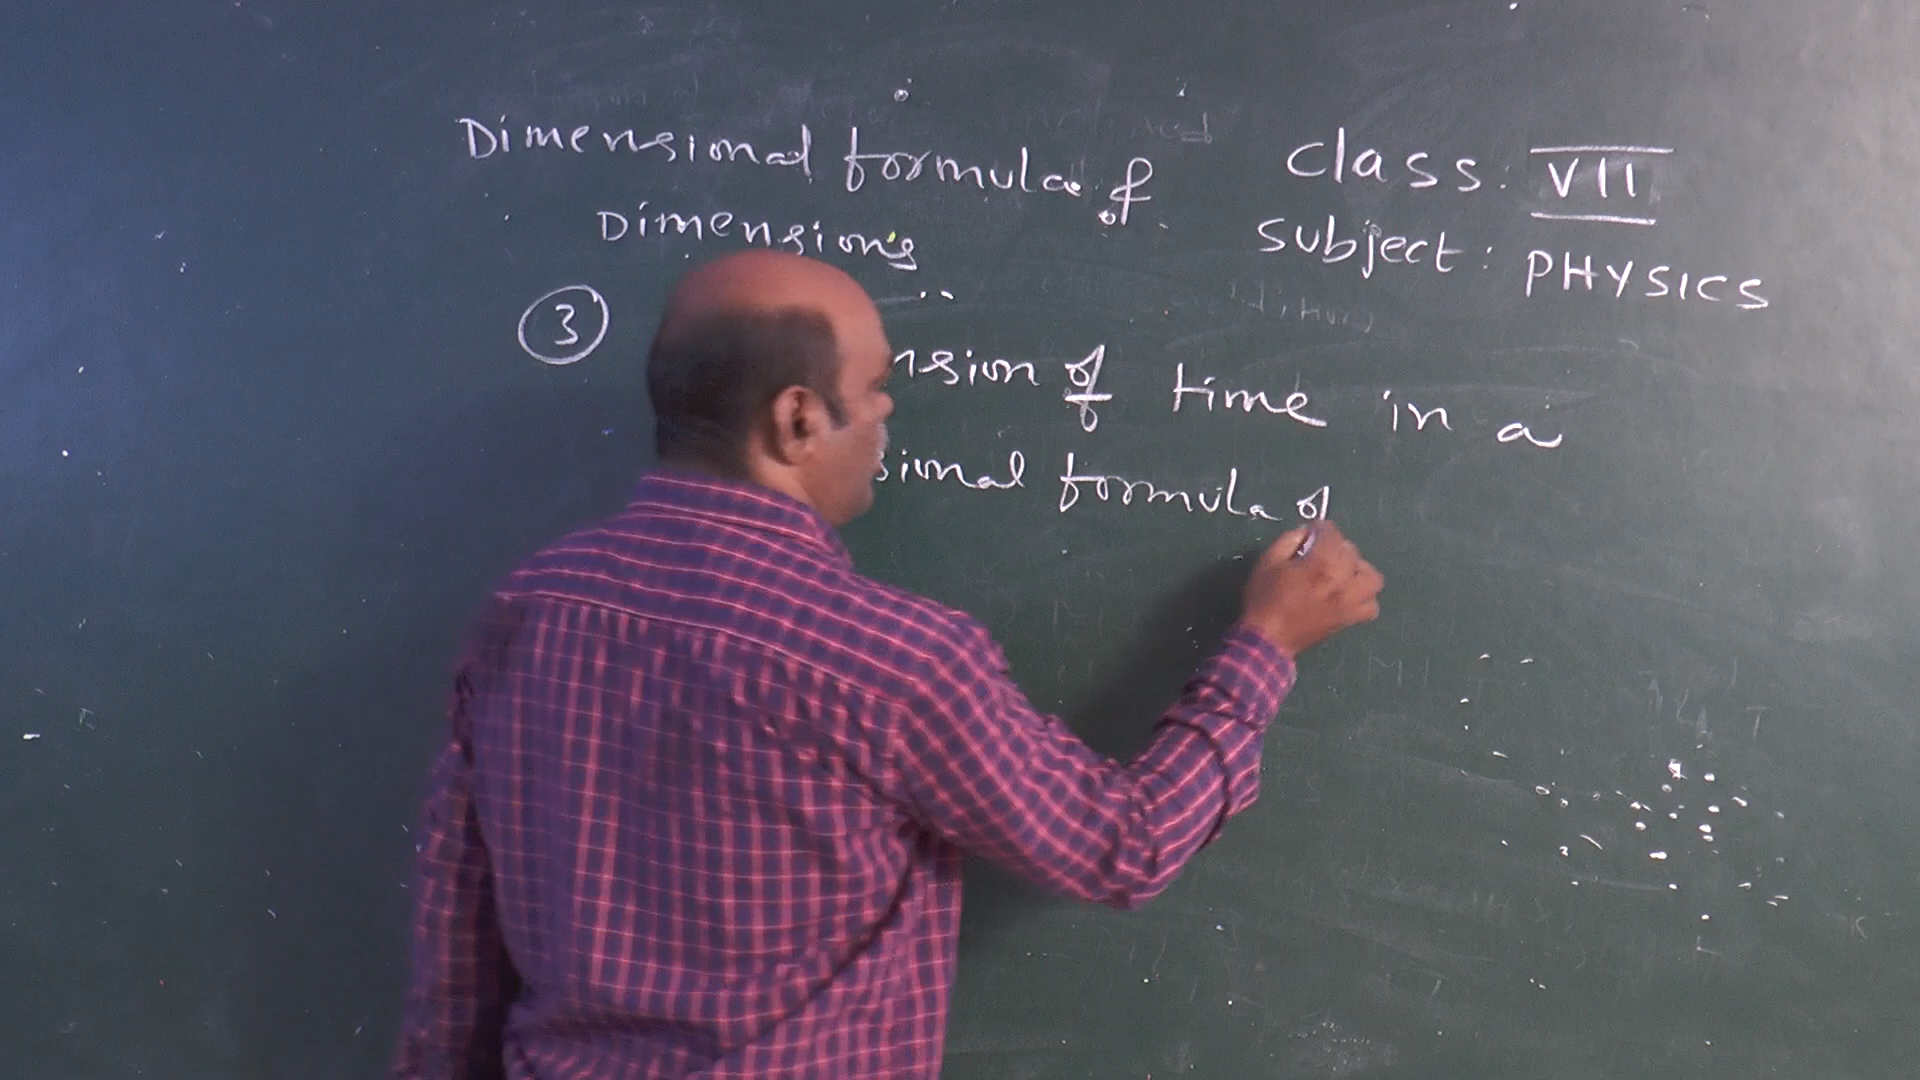 Dimensional formula of
Dimensions
Class: VII
Subject: PHYSICS
3
nsion of time in a
sional formula of